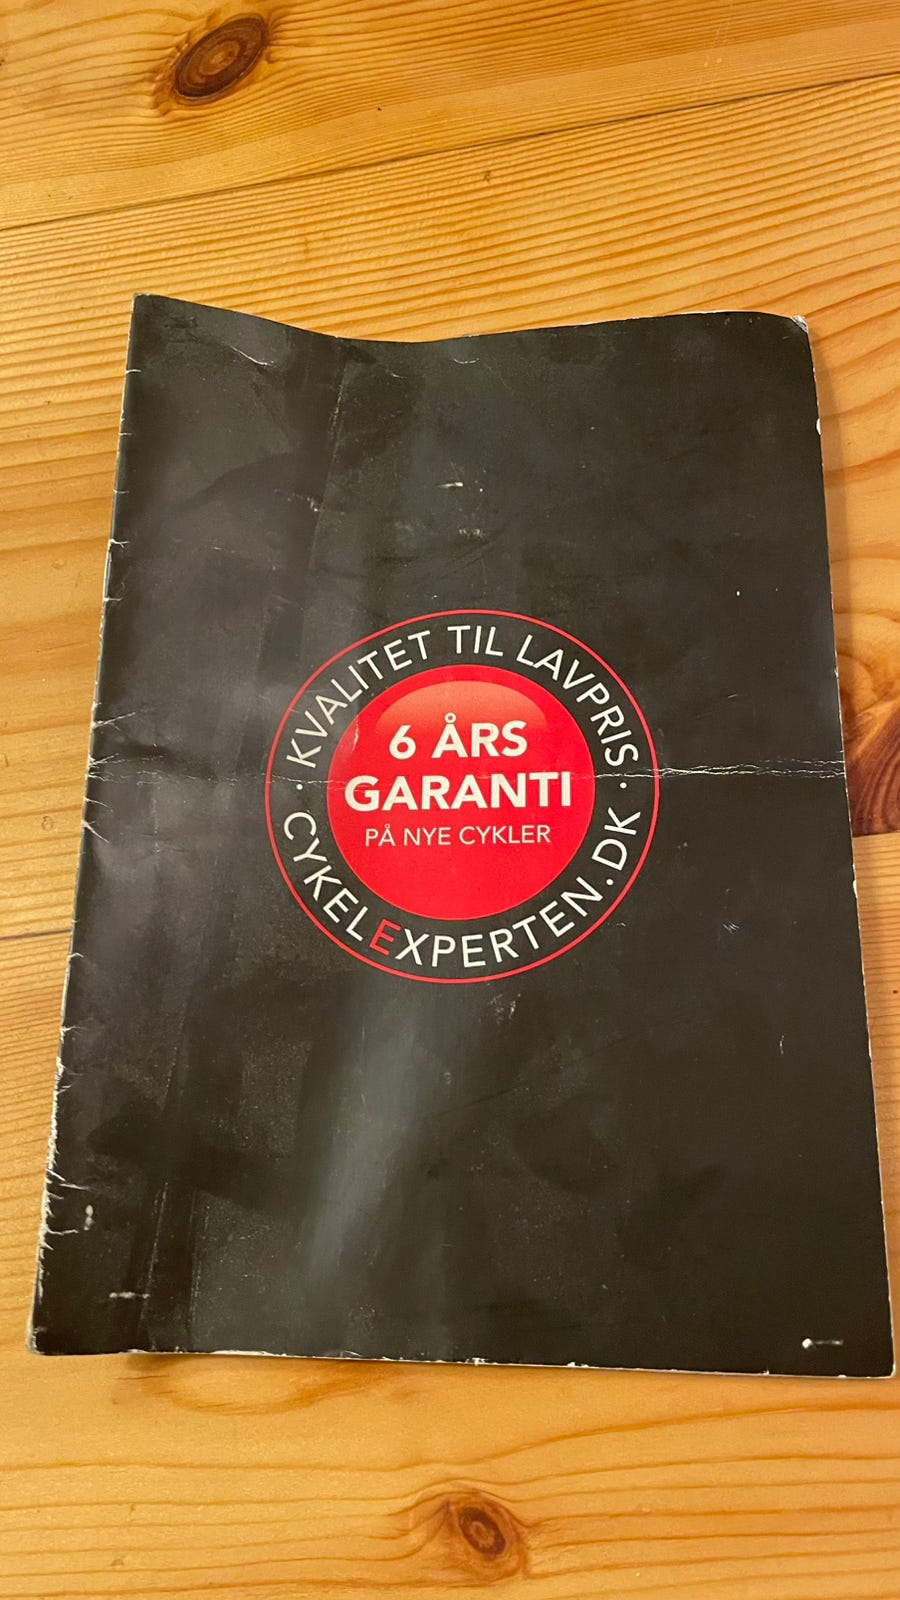 · KVALITET TIL LAVPRIS ·
6 ÅRS
GARANTI
PÅ NYE CYKLER
CYKELEXPERTEN.DK